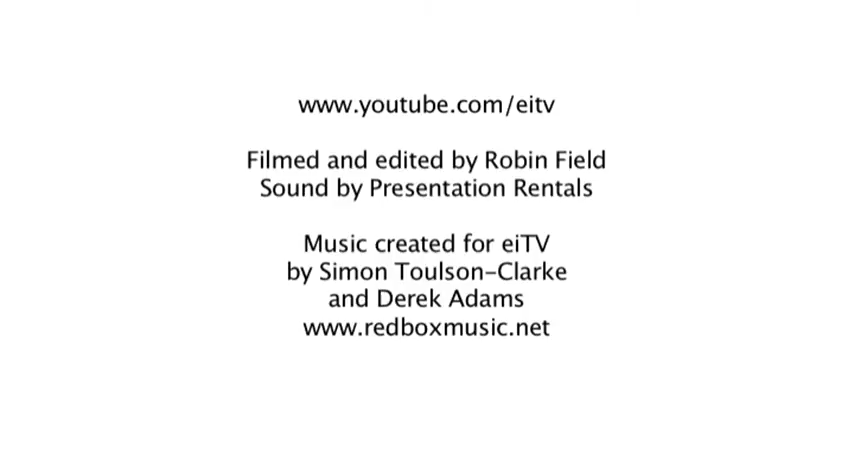 www.youtube.com/eitv
Filmed and edited by Robin Field
Sound by Presentation Rentals
Music created for eiTV
by Simon Toulson-Clarke
and Derek Adams
www.redboxmusic.net